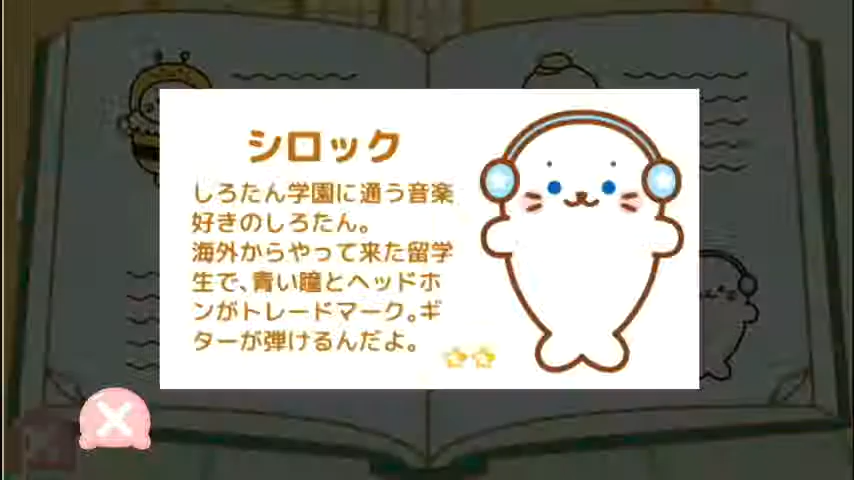 シロック
しろたん学園に通う音楽
好きのしろたん。
海外からやって来た留学
生で、青い瞳とヘッドホ
ンがトレードマーク。ギ
ターが弾けるんだよ。